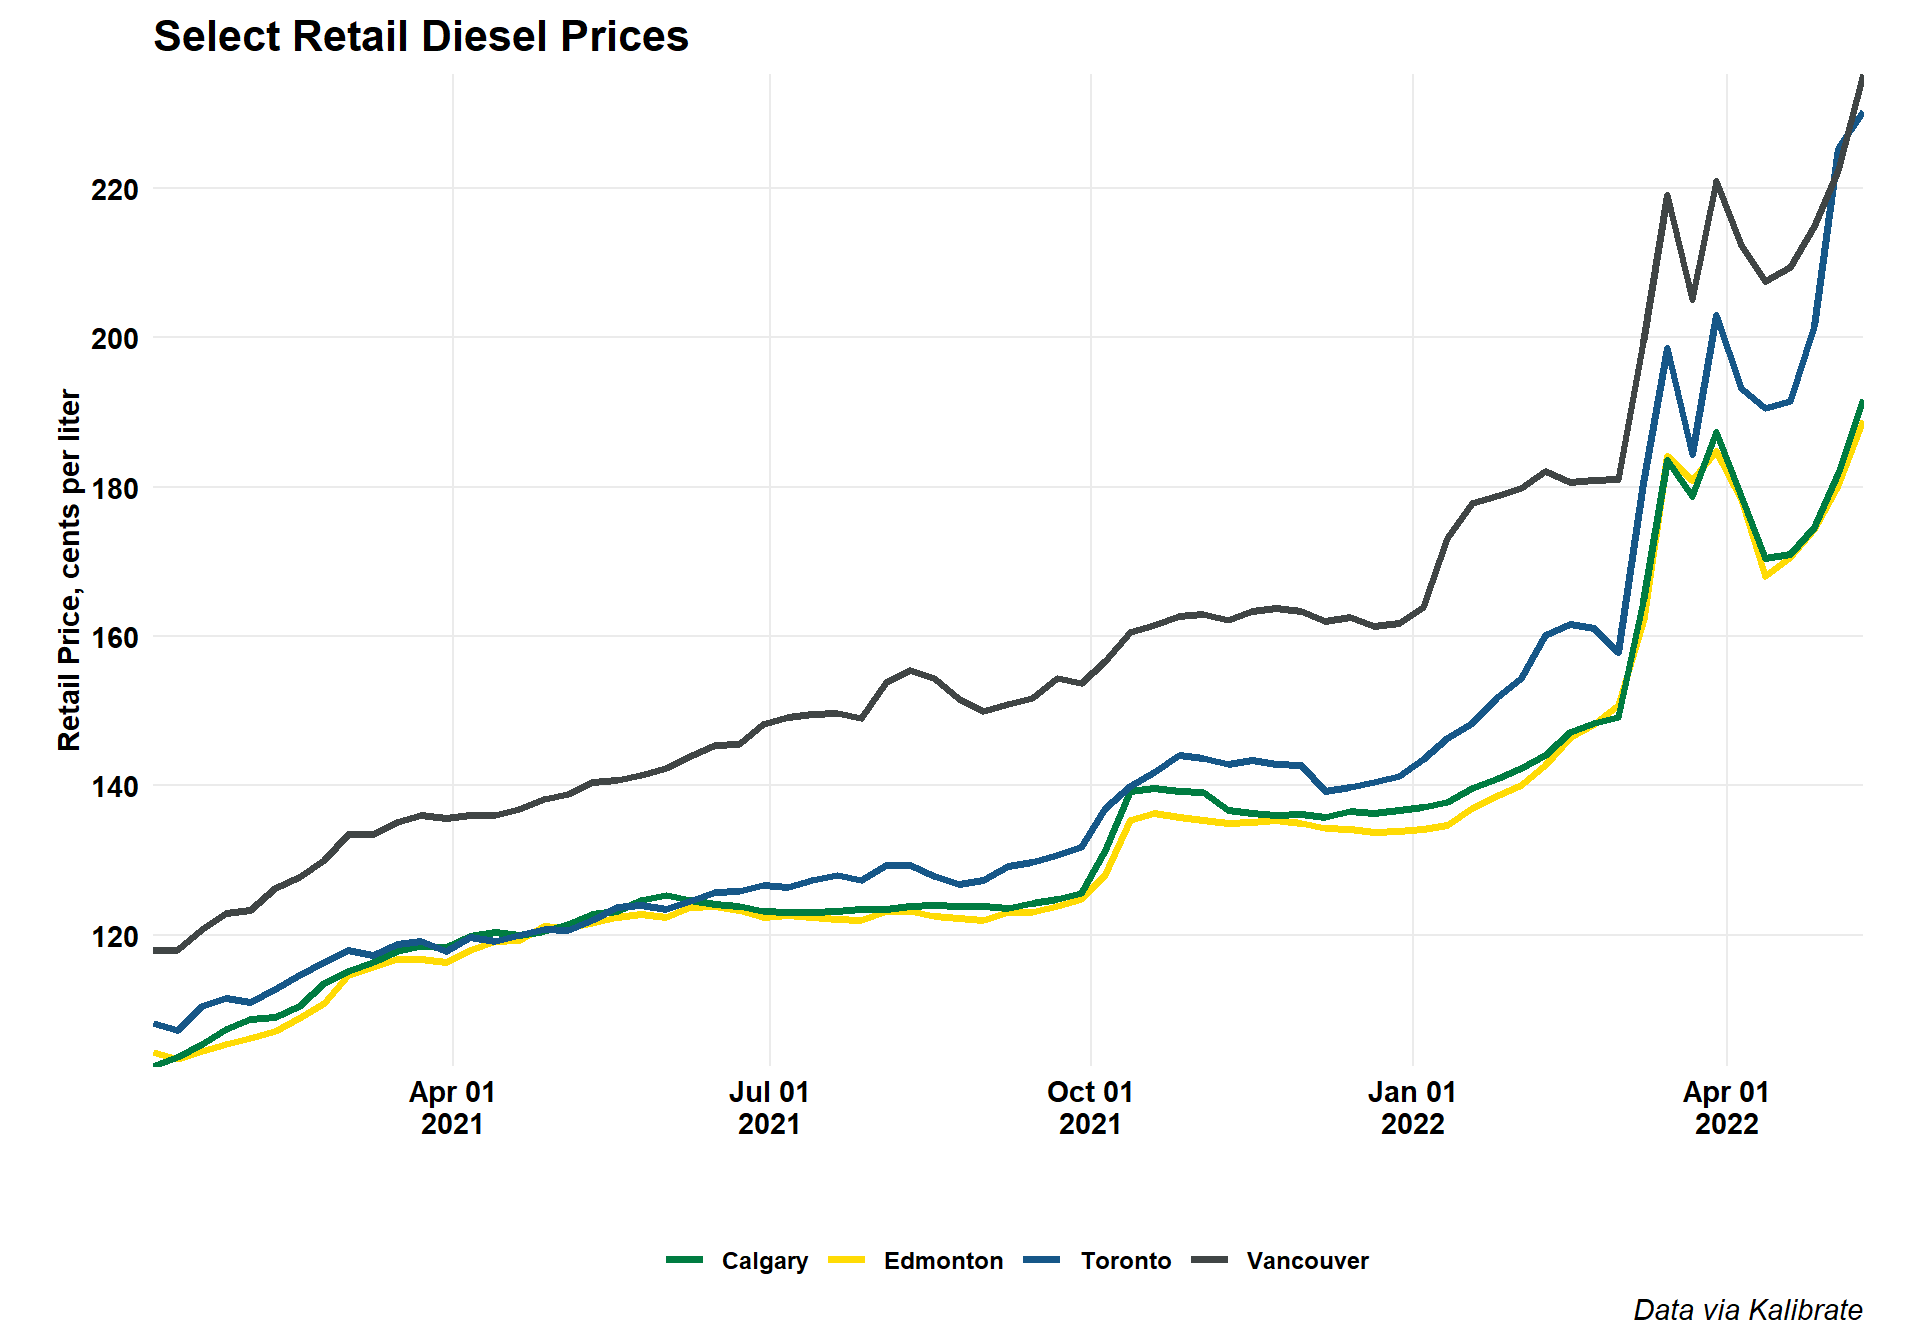 Select Retail Diesel Prices
Retail Price, cents per liter
220
200
180
160
140
120
Apr 01
2021
Jul 01
2021
Oct 01
2021
Jan 01
2022
Apr 01
2022
Calgary
Edmonton
Toronto
Vancouver
Data via Kalibrate